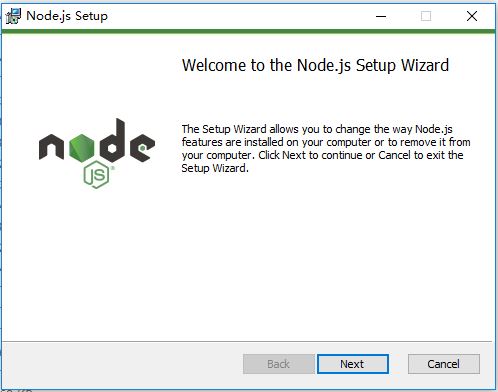 Node.js Setup
Welcome to the Node.js Setup Wizard
The Setup Wizard allows you to change the way Node.js
features are installed on your computer or to remove it from
your computer. Click Next to continue or Cancel to exit the
Setup Wizard.
node
JS
Back
Next
Cancel